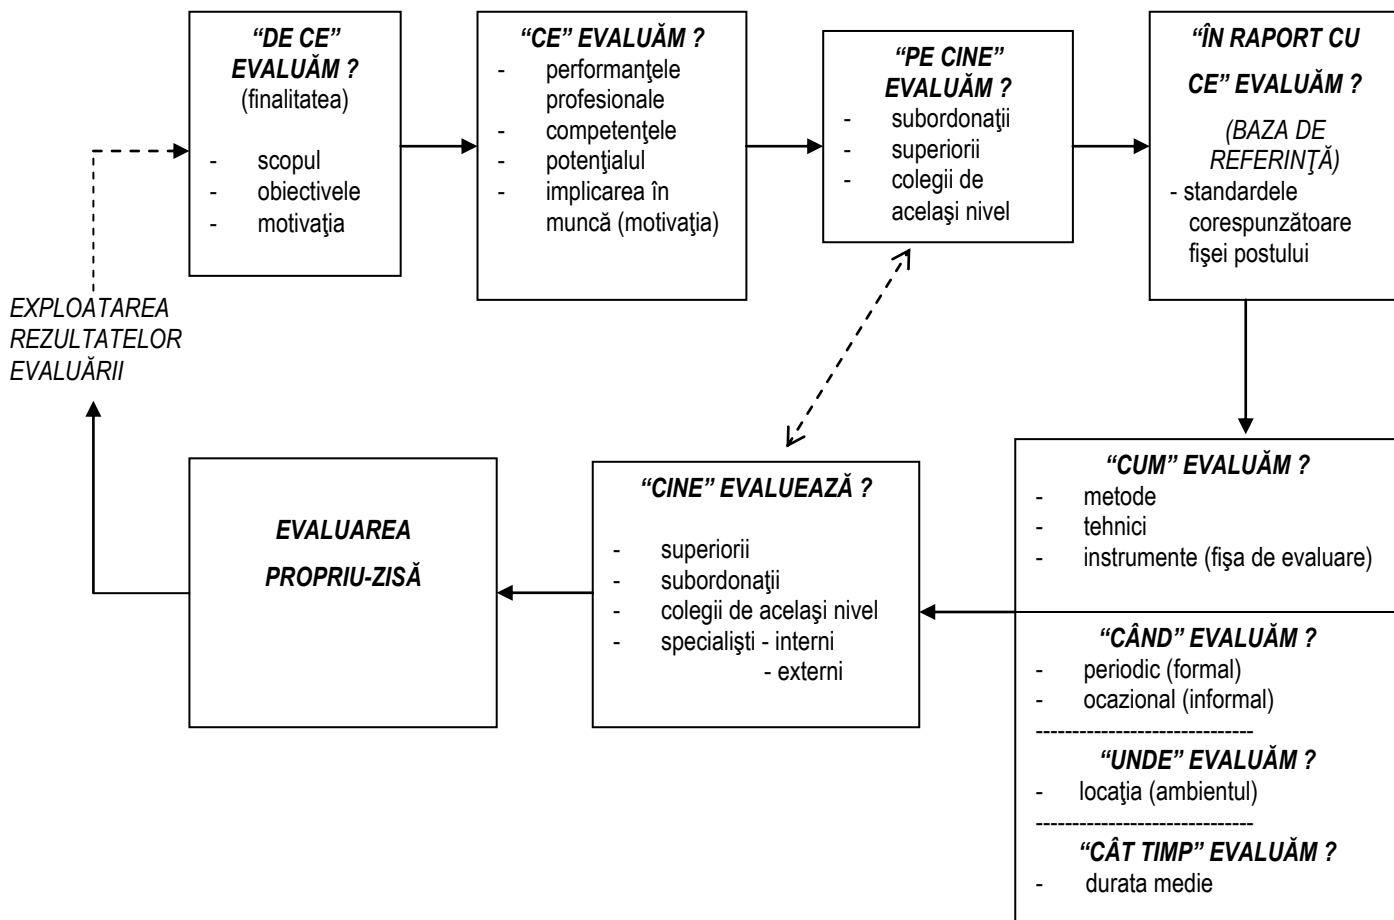 “DE CE”
EVALUĂM ?
(finalitatea)
- scopul
- obiectivele
- motivaţia
“CE” EVALUĂM ?
- performanţele
profesionale
- competenţele
- potenţialul
- implicarea în
muncă (motivaţia)
“PE CINE”
EVALUĂM ?
- subordonaţii
- superiorii
- colegii de
acelaşi nivel
“ÎN RAPORT CU
CE” EVALUĂM ?
(BAZA DE
REFERINŢĂ)
- standardele
corespunzătoare
fişei postului
“CUM” EVALUĂM ?
- metode
- tehnici
- instrumente (fişa de evaluare)
“CÂND” EVALUĂM ?
- periodic (formal)
- ocazional (informal)
------------------------------
“UNDE” EVALUĂM ?
- locaţia (ambientul)
------------------------------
“CÂT TIMP” EVALUĂM ?
- durata medie
“CINE” EVALUEAZĂ ?
- superiorii
- subordonaţii
- colegii de acelaşi nivel
- specialişti - interni
- externi
EVALUAREA
PROPRIU-ZISĂ
EXPLOATAREA
REZULTATELOR
EVALUĂRII